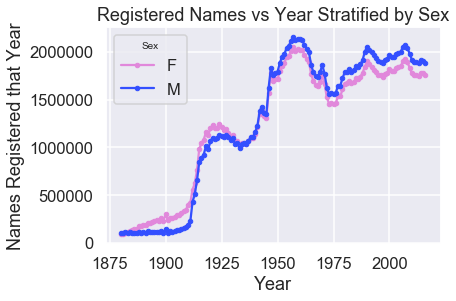 Registered Names vs Year Stratified by Sex
Names Registered that Year
2000000
1500000
1000000
500000
0
Sex
F
M
1875 1900 1925 1950 1975 2000
Year